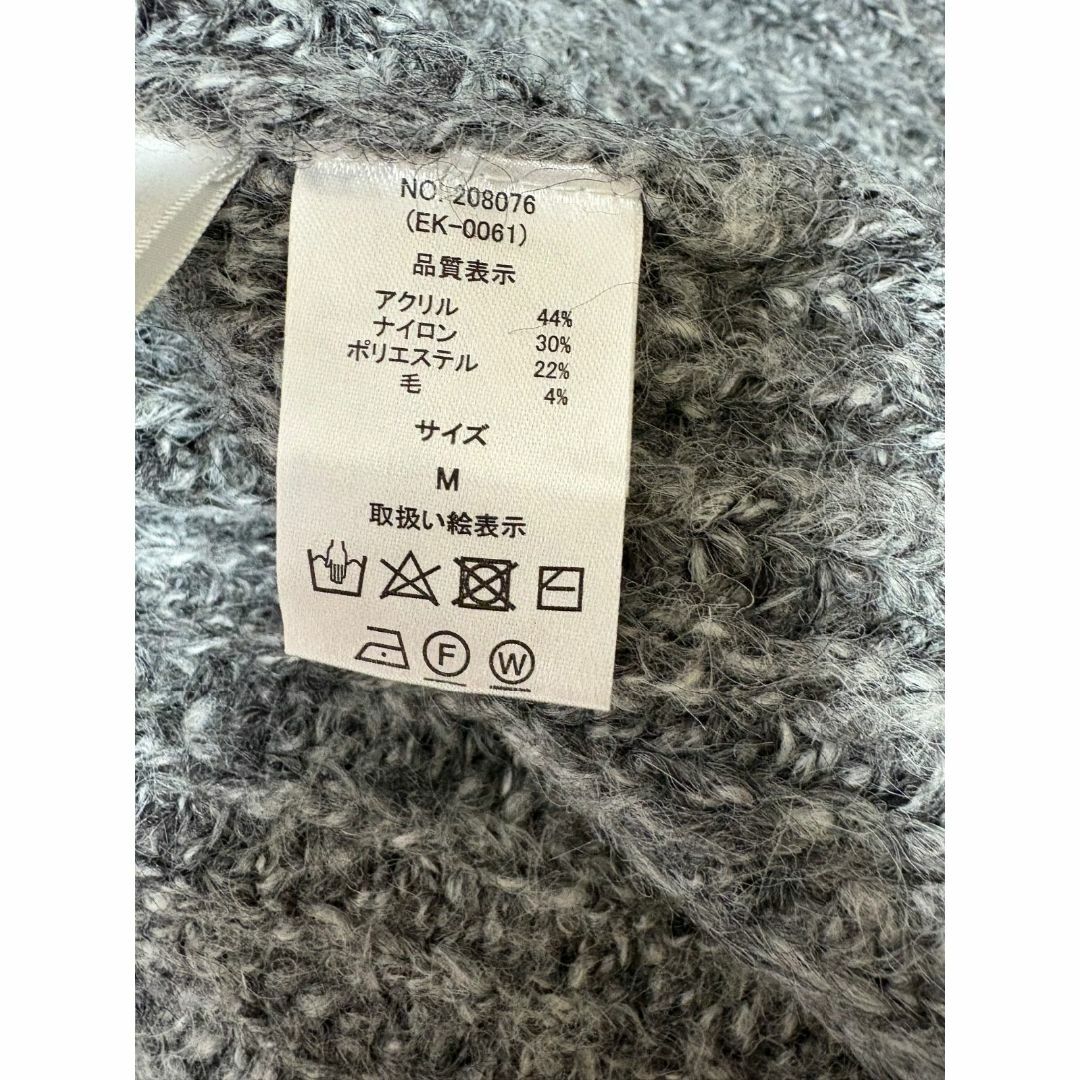 NO. 208076
(EK-0061)
品質表示
アクリル 44%
ナイロン 30%
ポリエステル 22%
毛 4%
サイズ
M
取扱い絵表示
F W